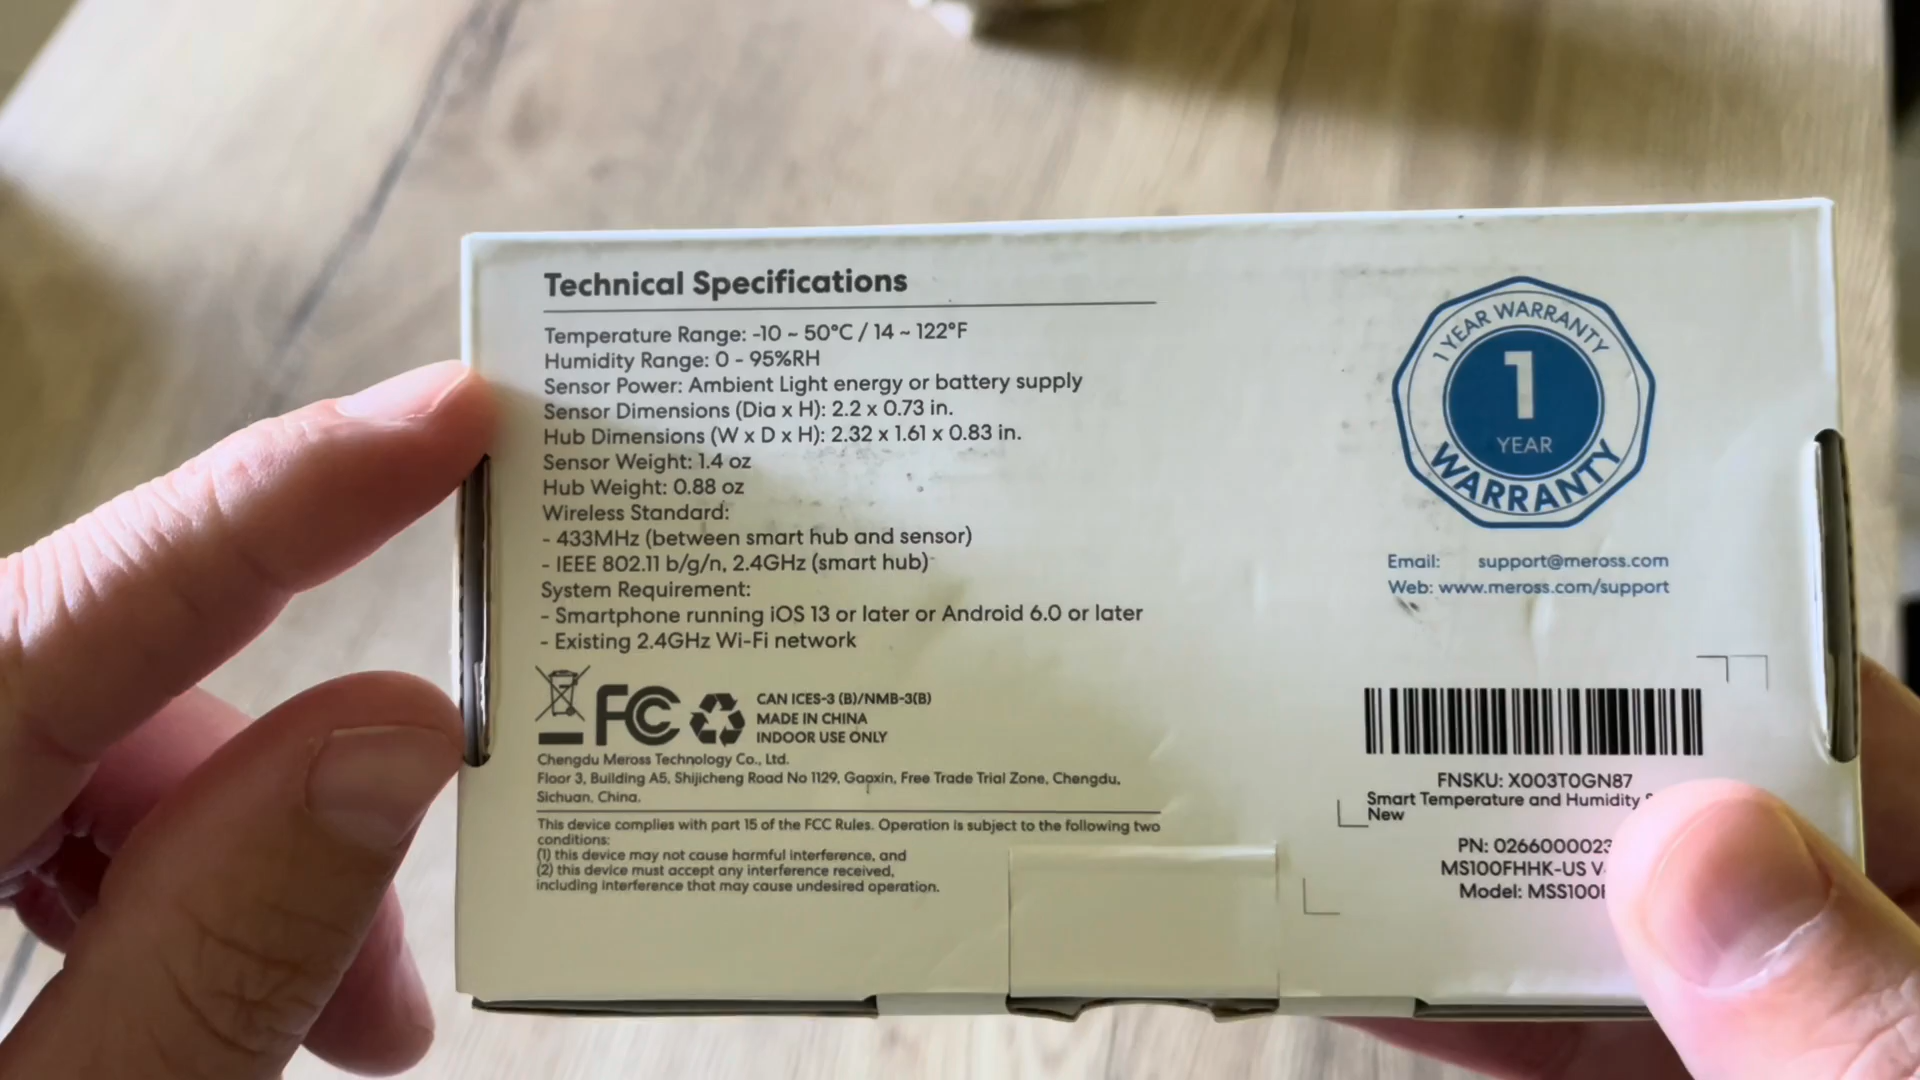 Technical Specifications
Temperature Range: -10 ~ 50°C / 14 ~ 122°F
Humidity Range: 0 - 95%RH
Sensor Power: Ambient Light energy or battery supply
Sensor Dimensions (Dia x H): 2.2 x 0.73 in.
Hub Dimensions (W x D x H): 2.32 x 1.61 x 0.83 in.
Sensor Weight: 1.4 oz
Hub Weight: 0.88 oz
Wireless Standard:
- 433MHz (between smart hub and sensor)
- IEEE 802.11 b/g/n, 2.4GHz (smart hub)
System Requirement:
- Smartphone running iOS 13 or later or Android 6.0 or later
- Existing 2.4GHz Wi-Fi network
FC
CAN ICES-3 (B)/NMB-3(B)
MADE IN CHINA
INDOOR USE ONLY
Chengdu Meross Technology Co., Ltd.
Floor 3, Building A5, Shijicheng Road No 1129, Gaoxin, Free Trade Trial Zone, Chengdu,
Sichuan, China.
This device complies with part 15 of the FCC Rules. Operation is subject to the following two
conditions:
(1) this device may not cause harmful interference, and
(2) this device must accept any interference received,
including interference that may cause undesired operation.
1 YEAR WARRANTY
1
YEAR
WARRANTY
Email: support@meross.com
Web: www.meross.com/support
FNSKU: X003T0GN87
Smart Temperature and Humidity
New
PN: 0266000023
MS100FHHK-US
Model: MSS100